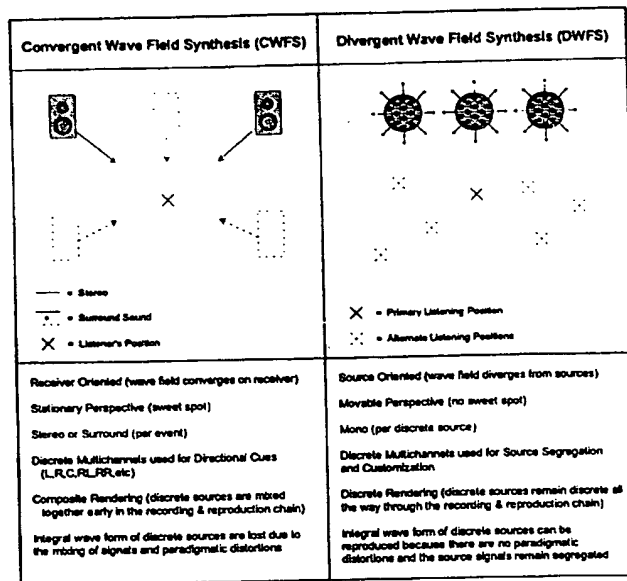 Convergent Wave Field Synthesis (CWFS)
— = Stereo
= Surround Sound
X = Listener's Position
Receiver Oriented (wave field converges on receiver)
Stationary Perspective (sweet spot)
Stereo or Surround (per event)
Discrete Multichannels used for Directional Cues
(L,R,C,RL,RR,etc)
Composite Rendering (discrete sources are mixed
together early in the recording & reproduction chain)
Integral wave form of discrete sources are lost due to
the mixing of signals and paradigmatic distortions
Divergent Wave Field Synthesis (DWFS)
X = Primary Listening Position
= Alternate Listening Positions
Source Oriented (wave field diverges from sources)
Movable Perspective (no sweet spot)
Mono (per discrete source)
Discrete Multichannels used for Source Segregation
and Customization
Discrete Rendering (discrete sources remain discrete all
the way through the recording & reproduction chain)
Integral wave form of discrete sources can be
reproduced because there are no paradigmatic
distortions and the source signals remain segregated